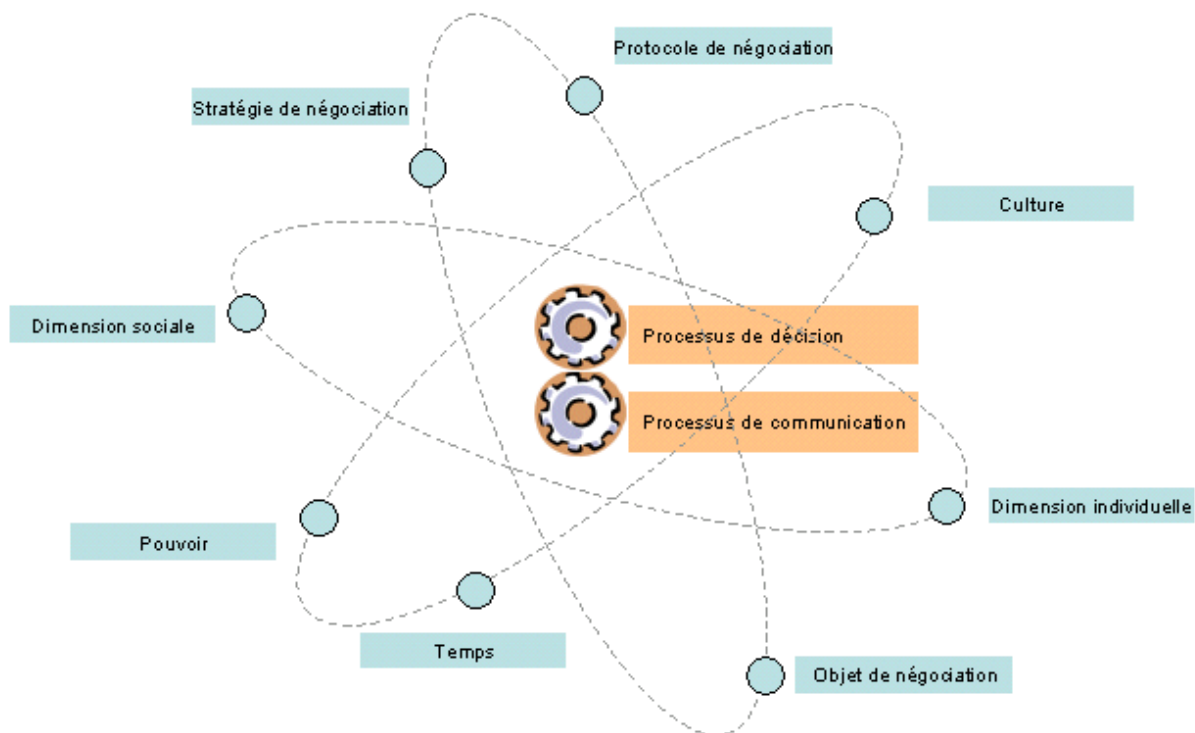 Protocole de négociation
Stratégie de négociation
Culture
Dimension sociale
Processus de décision
Processus de communication
Dimension individuelle
Pouvoir
Temps
Objet de négociation